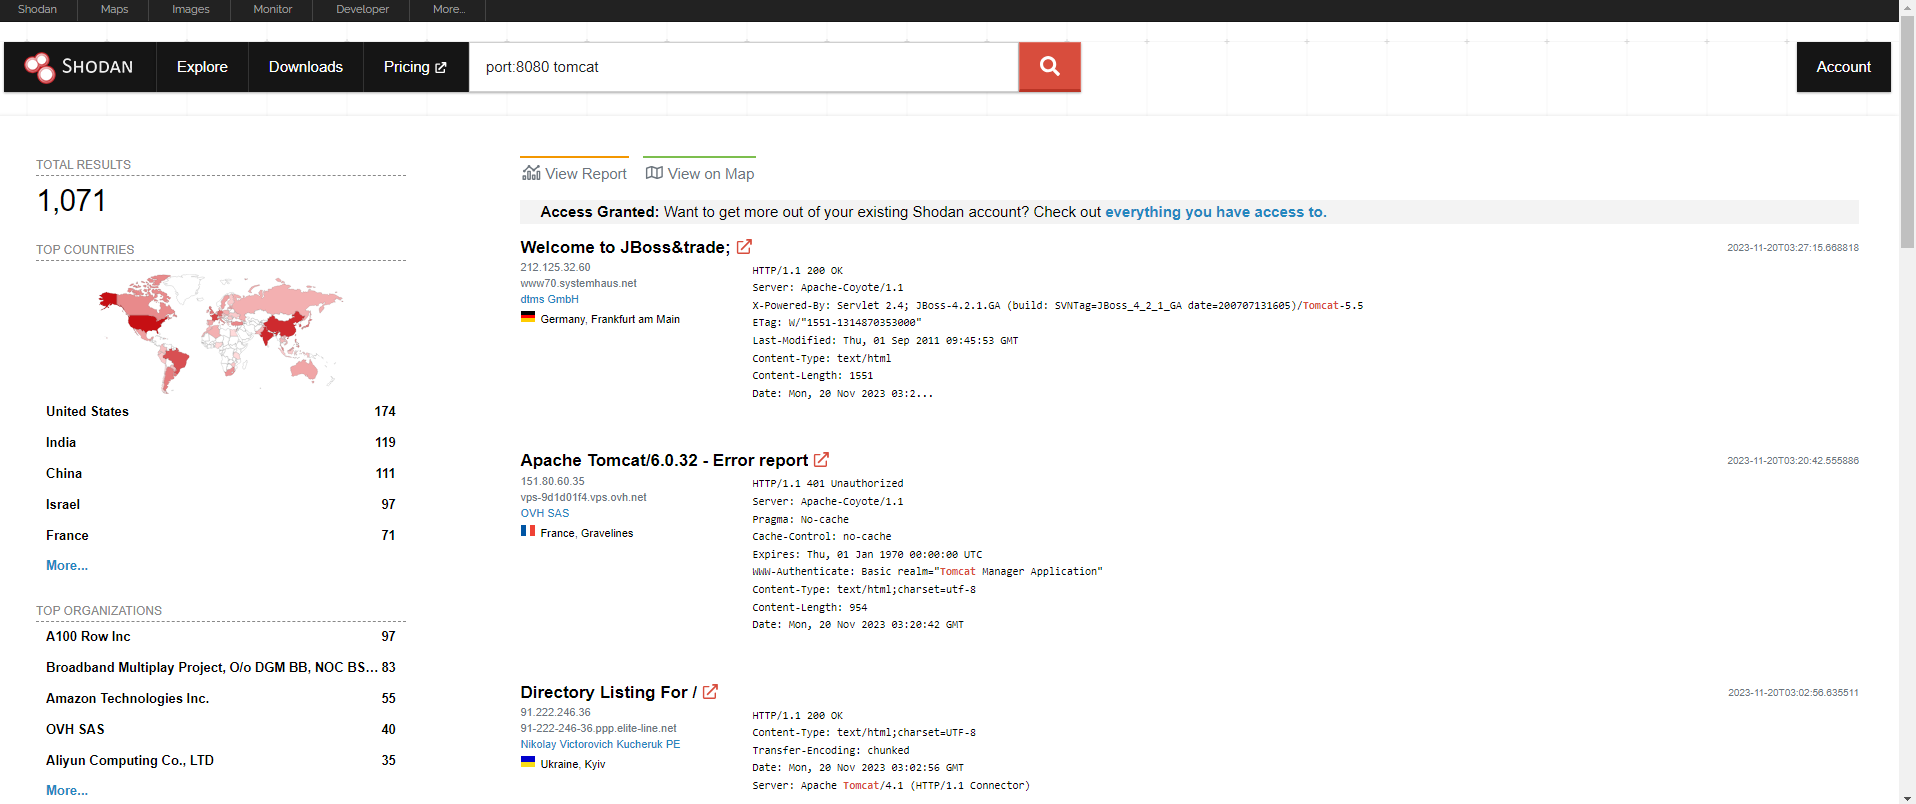 Shodan
Maps
Images
Monitor
Developer
More...
SHODAN
Explore
Downloads
Pricing
port:8080 tomcat
Account
TOTAL RESULTS
1,071
TOP COUNTRIES
United States 174
India 119
China 111
Israel 97
France 71
More...
TOP ORGANIZATIONS
A100 Row Inc 97
Broadband Multiplay Project, O/o DGM BB, NOC BS... 83
Amazon Technologies Inc. 55
OVH SAS 40
Aliyun Computing Co., LTD 35
More...
View Report
View on Map
Access Granted: Want to get more out of your existing Shodan account? Check out everything you have access to.
Welcome to JBoss&trade;
2023-11-20T03:27:15.668818
212.125.32.60
www70.systemhaus.net
dtms GmbH
Germany, Frankfurt am Main
HTTP/1.1 200 OK
Server: Apache-Coyote/1.1
X-Powered-By: Servlet 2.4; JBoss-4.2.1.GA (build: SVNTag=JBoss_4_2_1_GA date=200707131605)/Tomcat-5.5
ETag: W/"1551-1314870353000"
Last-Modified: Thu, 01 Sep 2011 09:45:53 GMT
Content-Type: text/html
Content-Length: 1551
Date: Mon, 20 Nov 2023 03:2...
Apache Tomcat/6.0.32 - Error report
2023-11-20T03:20:42.555886
151.80.60.35
vps-9d1d01f4.vps.ovh.net
OVH SAS
France, Gravelines
HTTP/1.1 401 Unauthorized
Server: Apache-Coyote/1.1
Pragma: No-cache
Cache-Control: no-cache
Expires: Thu, 01 Jan 1970 00:00:00 UTC
WWW-Authenticate: Basic realm="Tomcat Manager Application"
Content-Type: text/html;charset=utf-8
Content-Length: 954
Date: Mon, 20 Nov 2023 03:20:42 GMT
Directory Listing For /
2023-11-20T03:02:56.635511
91.222.246.36
91-222-246-36.ppp.elite-line.net
Nikolay Victorovich Kucheruk PE
Ukraine, Kyiv
HTTP/1.1 200 OK
Content-Type: text/html;charset=UTF-8
Transfer-Encoding: chunked
Date: Mon, 20 Nov 2023 03:02:56 GMT
Server: Apache Tomcat/4.1 (HTTP/1.1 Connector)